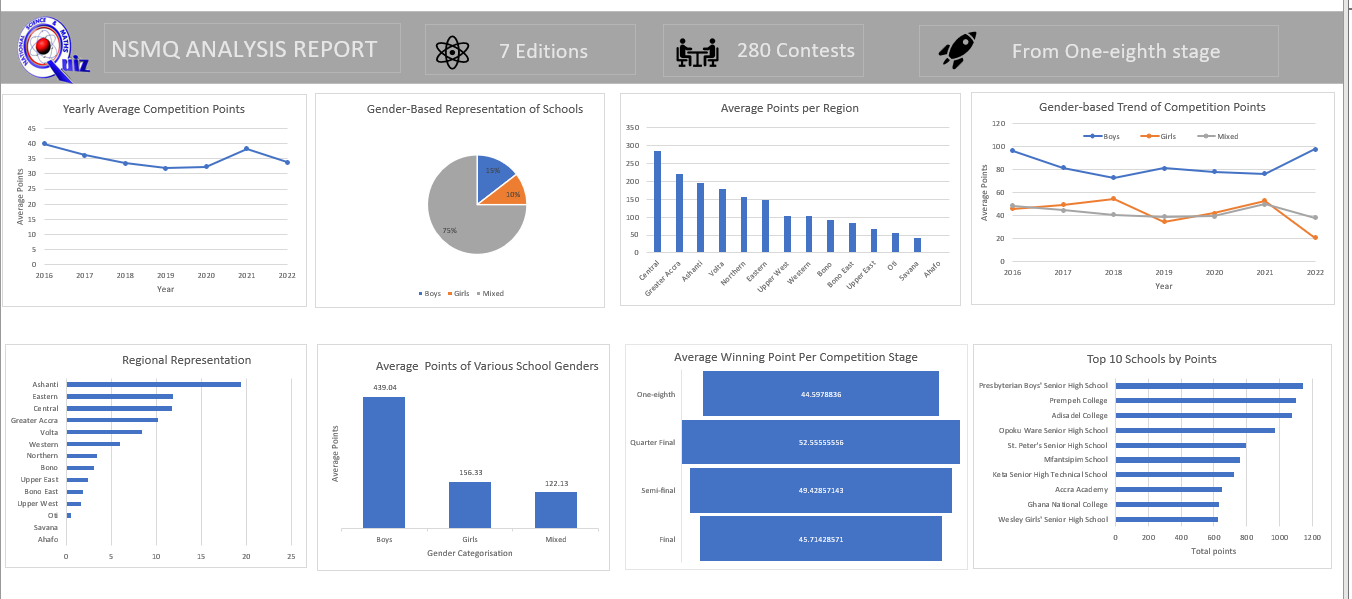 NATIONAL SCIENCE & MATHS
Quiz
NSMQ ANALYSIS REPORT
7 Editions
280 Contests
From One-eighth stage
Yearly Average Competition Points
Average Points
45
40
35
30
25
20
15
10
5
0
2016 2017 2018 2019 2020 2021 2022
Year
Gender-Based Representation of Schools
15%
10%
75%
Boys Girls Mixed
Average Points per Region
350
300
250
200
150
100
50
0
Central Greater Accra Ashanti Volta Northern Eastern Upper West Western Bono Bono East Upper East Oti Savana Ahafo
Gender-based Trend of Competition Points
Boys Girls Mixed
Average Points
120
100
80
60
40
20
0
2016 2017 2018 2019 2020 2021 2022
Year
Regional Representation
Ashanti
Eastern
Central
Greater Accra
Volta
Western
Northern
Bono
Upper East
Bono East
Upper West
Oti
Savana
Ahafo
0 5 10 15 20 25
Average Points of Various School Genders
Average Points
439.04
156.33
122.13
Boys Girls Mixed
Gender Categorisation
Average Winning Point Per Competition Stage
One-eighth 44.5978836
Quarter Final 52.55555556
Semi-final 49.42857143
Final 45.71428571
Top 10 Schools by Points
Presbyterian Boys' Senior High School
Prempeh College
Adisadel College
Opoku Ware Senior High School
St. Peter's Senior High School
Mfantsipim School
Keta Senior High Technical School
Accra Academy
Ghana National College
Wesley Girls' Senior High School
0 200 400 600 800 1000 1200
Total points